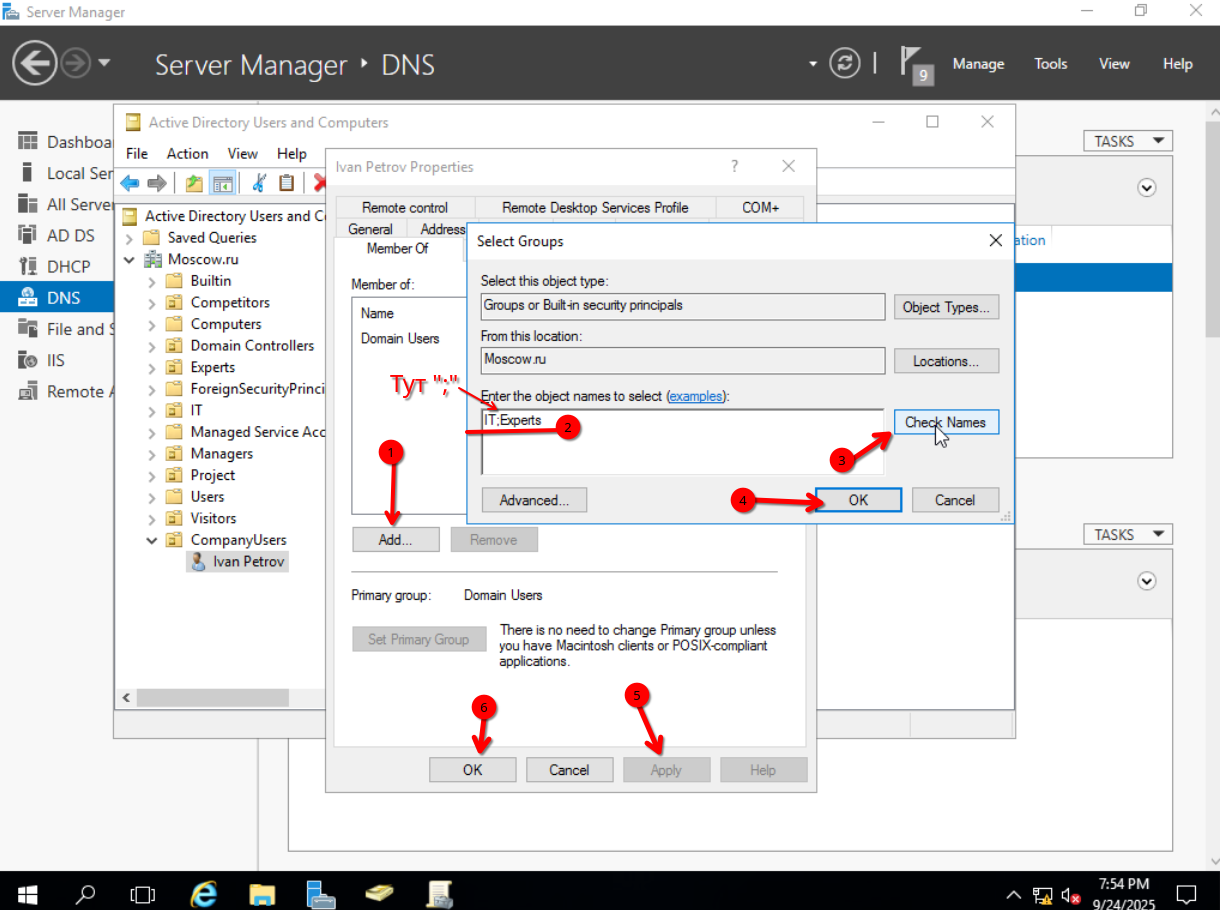 Server Manager
Server Manager ‣ DNS
9
Manage Tools View Help
Dashboa
Local Ser
All Server
AD DS
DHCP
DNS
File and S
IIS
Remote A
TASKS
ation
TASKS
Active Directory Users and Computers
File Action View Help
Active Directory Users and C
Saved Queries
Moscow.ru
Builtin
Competitors
Computers
Domain Controllers
Experts
ForeignSecurityPrinci
IT
Managed Service Acc
Managers
Project
Users
Visitors
CompanyUsers
Ivan Petrov
Ivan Petrov Properties
?
Remote control Remote Desktop Services Profile COM+
General Address
Member Of
Member of:
Name
Domain Users
Тут ";"
1
Add... Remove
Primary group: Domain Users
Set Primary Group
There is no need to change Primary group unless
you have Macintosh clients or POSIX-compliant
applications.
6
5
OK Cancel Apply Help
Select Groups
Select this object type:
Groups or Built-in security principals
Object Types...
From this location:
Moscow.ru
Locations...
Enter the object names to select (examples):
IT;Experts
2
Check Names
3
Advanced...
4
OK Cancel
7:54 PM
9/24/2025